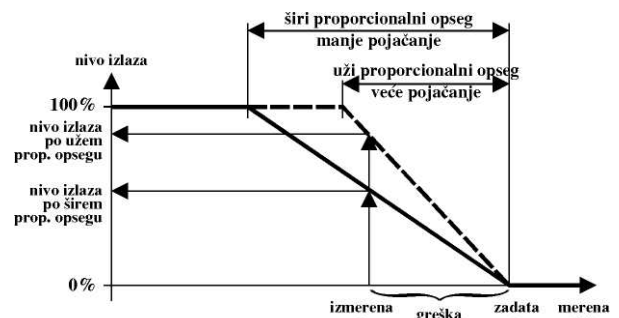 širi proporcionalni opseg
manje pojačanje
nivo izlaza
uži proporcionalni opseg
veće pojačanje
100%
nivo izlaza
po užem
prop. opsegu
nivo izlaza
po širem
prop. opsegu
0%
izmerena
greška
zadata
merena